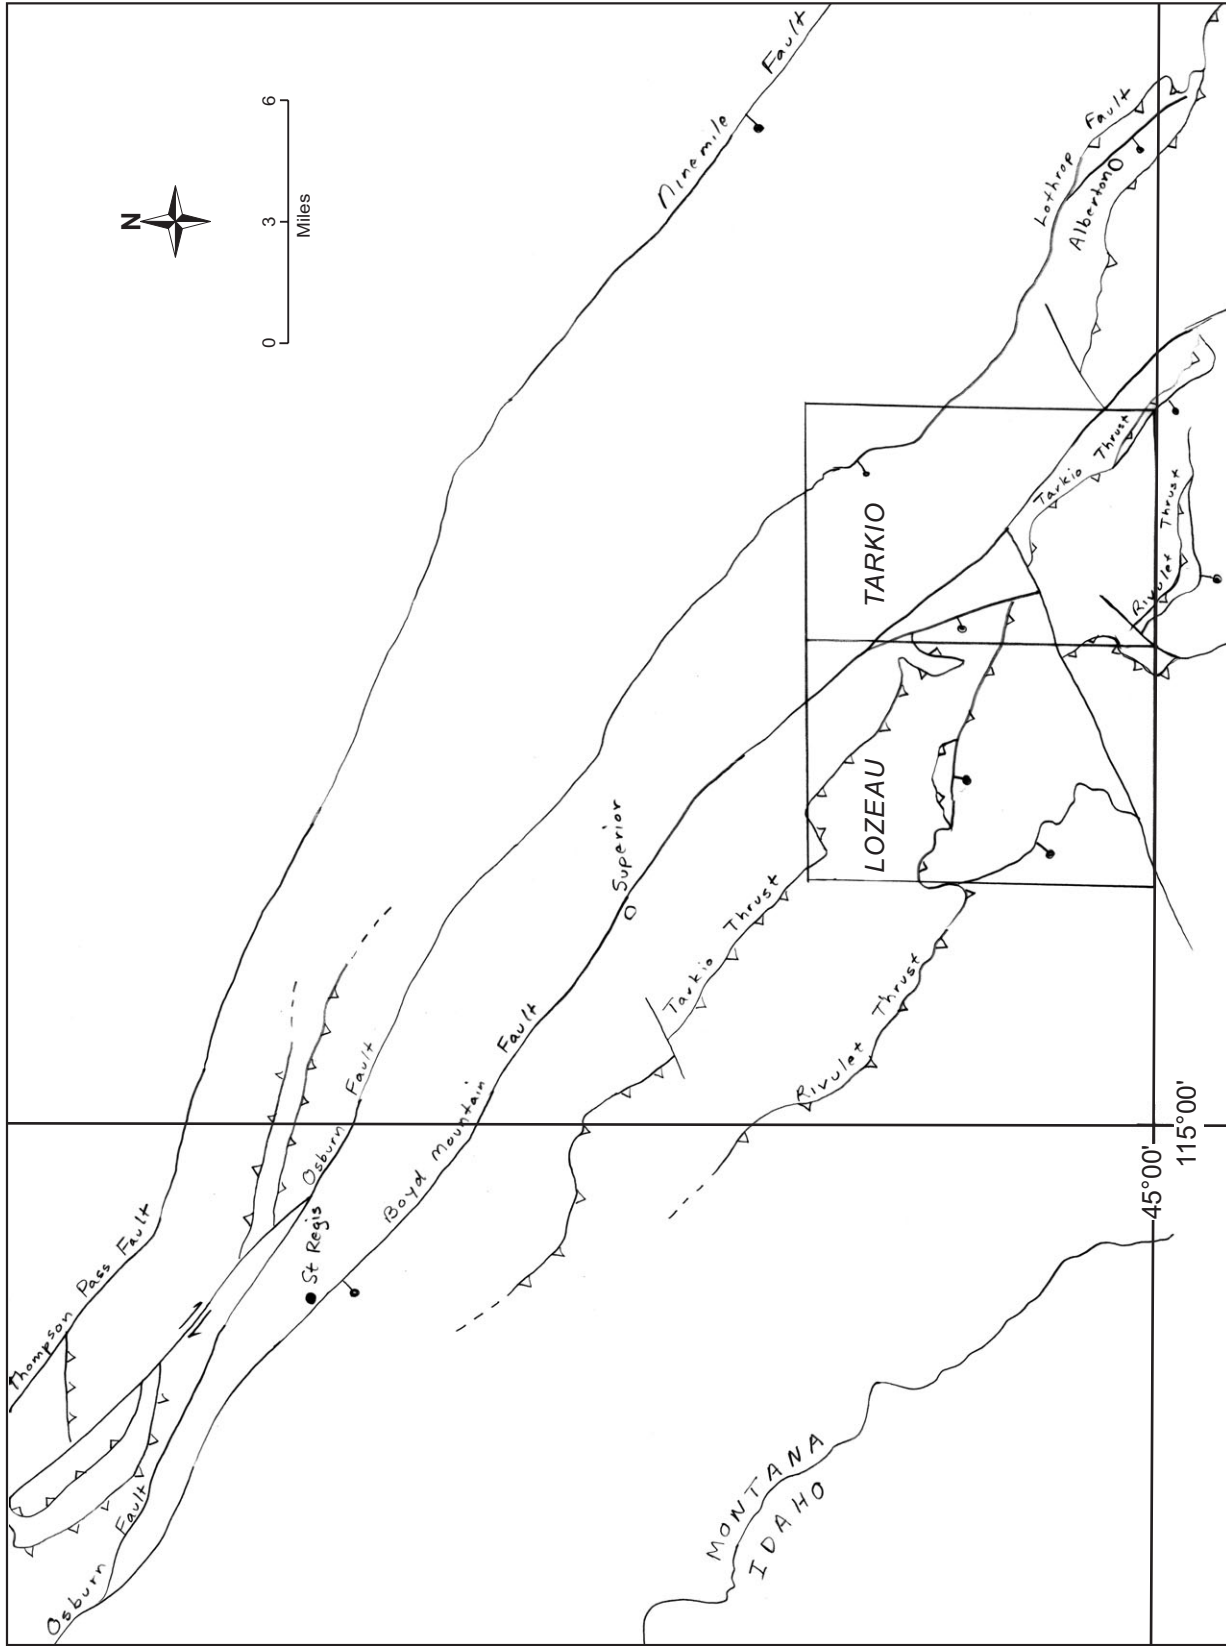 N
0 3 6
Miles
Thompson Pass Fault
Ninemile Fault
Osburn Fault
Osburn Fault
St Regis
Boyd Mountain Fault
Superior
Lothrop Fault
Alberton
Tarkio Thrust
Tarkio Thrust
Rivulet Thrust
Rivulet Thrust
LOZEAU
TARKIO
MONTANA
IDAHO
45°00'
115°00'